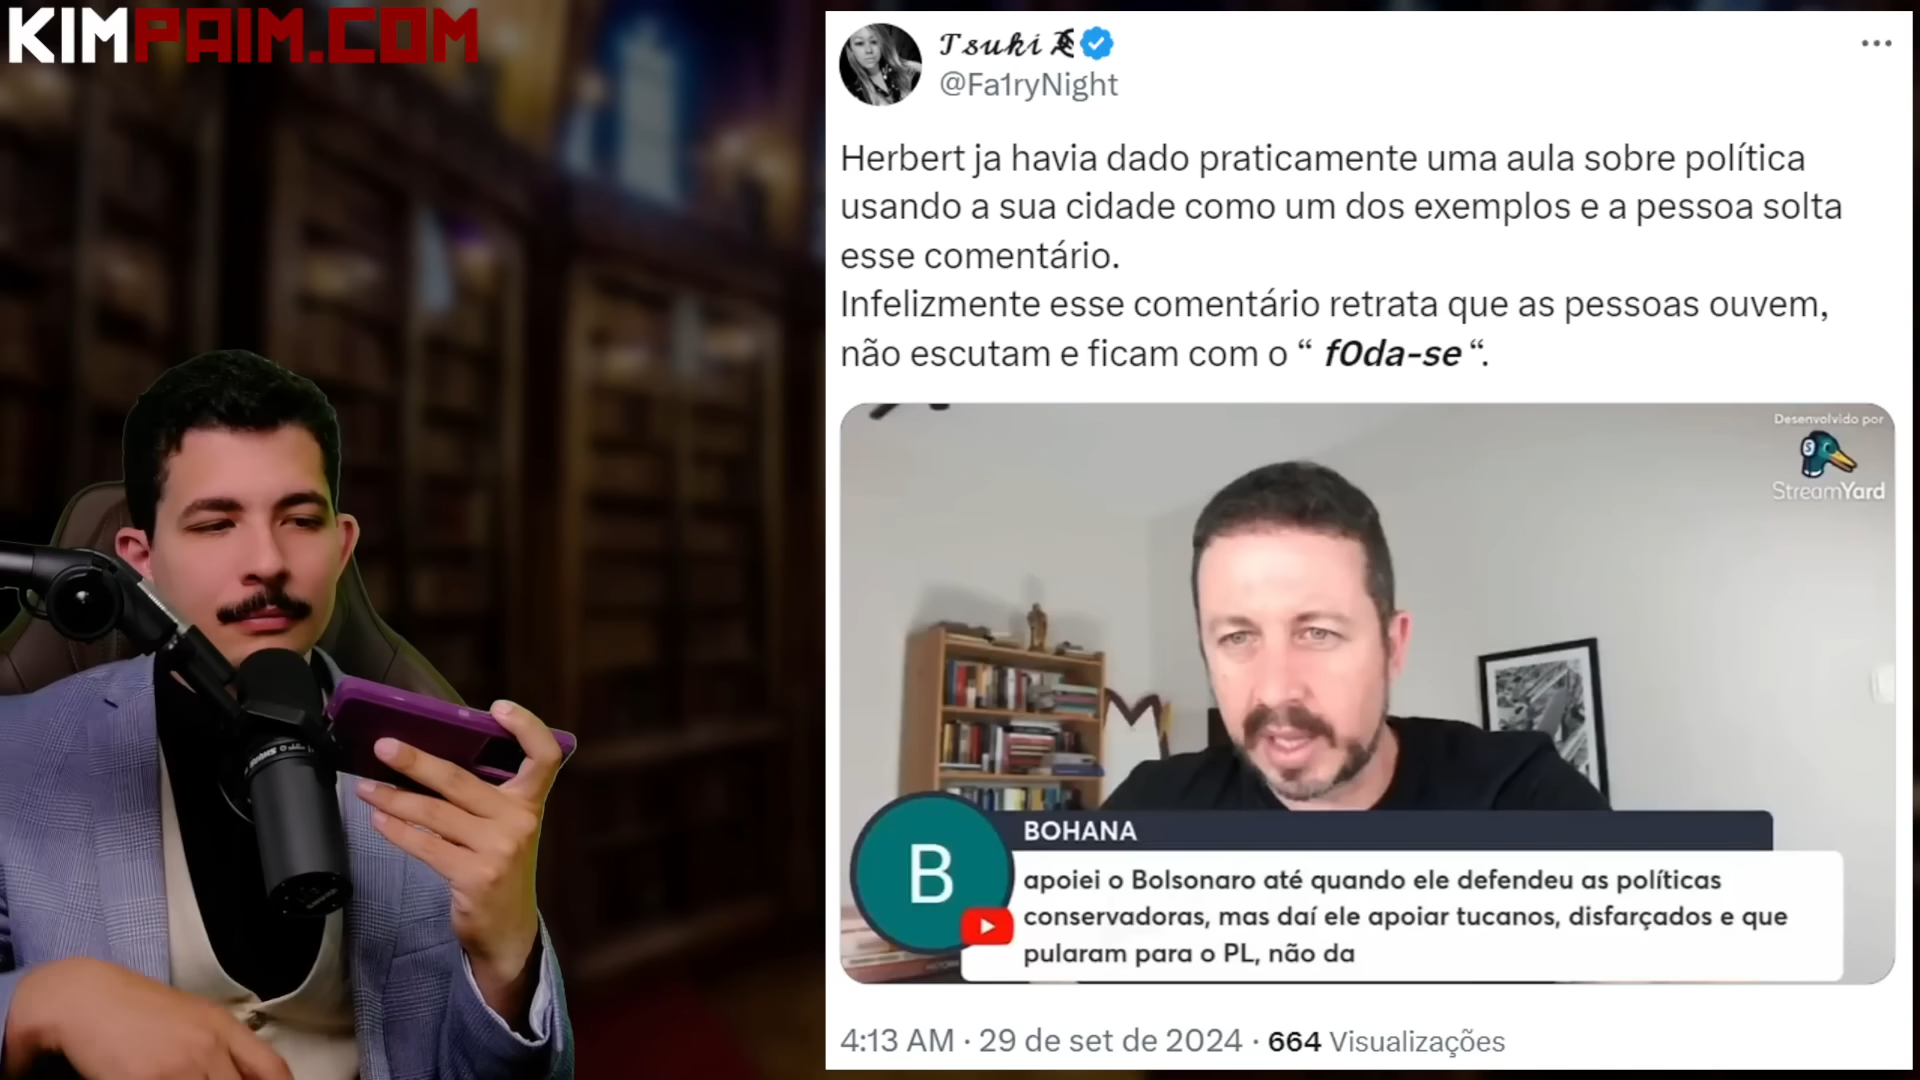 KIMPAIM.COM
Tsuki
@Fa1ryNight
Herbert ja havia dado praticamente uma aula sobre política
usando a sua cidade como um dos exemplos e a pessoa solta
esse comentário.
Infelizmente esse comentário retrata que as pessoas ouvem,
não escutam e ficam com o “ f0da-se “.
Desenvolvido por
StreamYard
BOHANA
B
apoiei o Bolsonaro até quando ele defendeu as políticas
conservadoras, mas daí ele apoiar tucanos, disfarçados e que
pularam para o PL, não da
4:13 AM · 29 de set de 2024 · 664 Visualizações